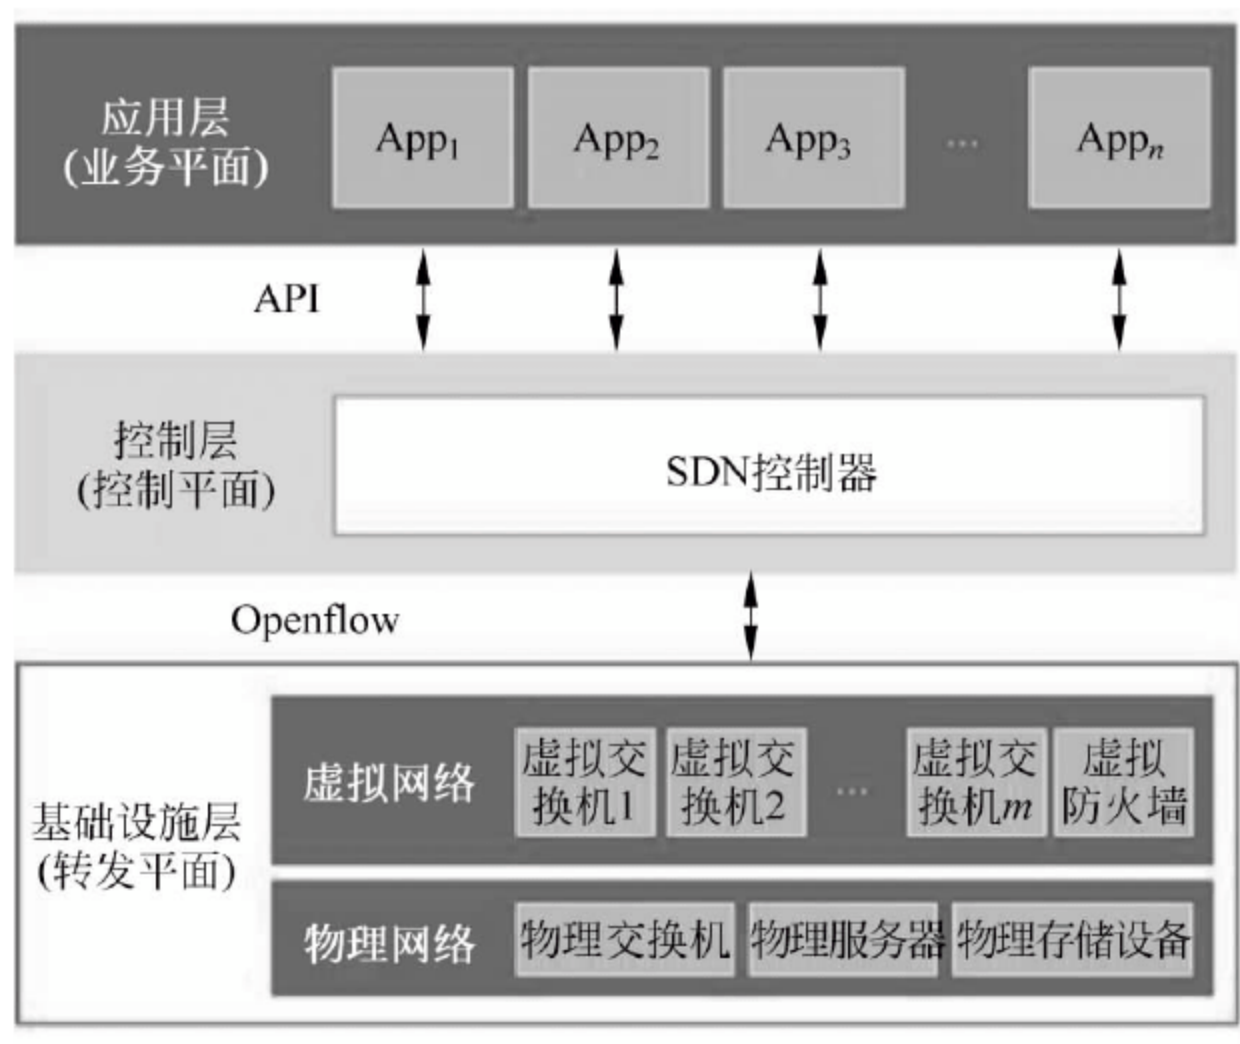 应用层
(业务平面)
App1
App2
App3
…
Appn
API
控制层
(控制平面)
SDN控制器
Openflow
基础设施层
(转发平面)
虚拟网络
虚拟交
换机1
虚拟交
换机2
…
虚拟交
换机m
虚拟
防火墙
物理网络
物理交换机
物理服务器
物理存储设备